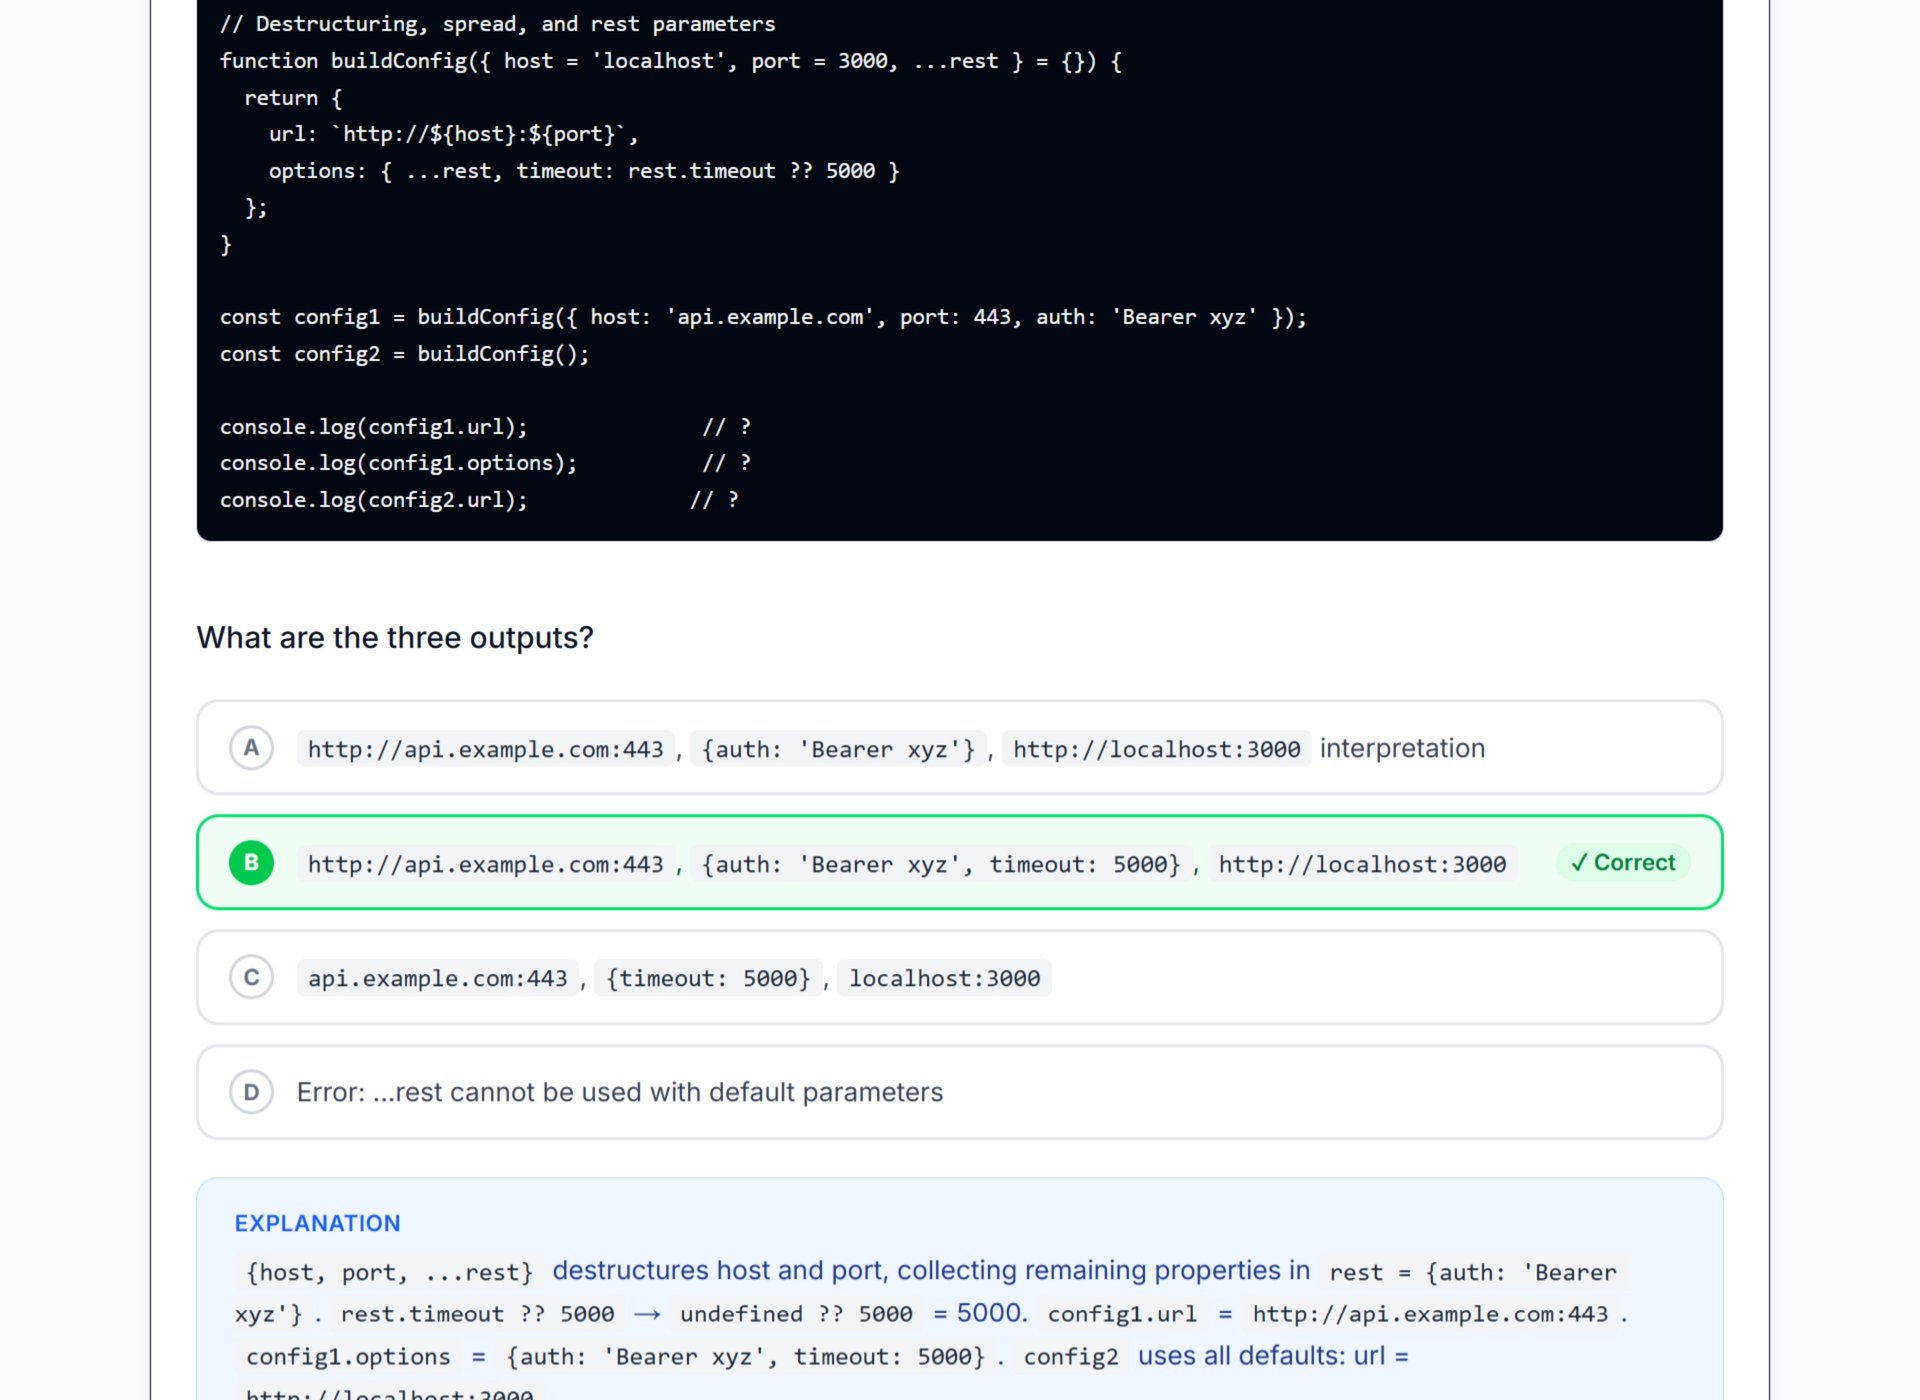 // Destructuring, spread, and rest parameters
function buildConfig({ host = 'localhost', port = 3000, ...rest } = {}) {
  return {
    url: `http://${host}:${port}`,
    options: { ...rest, timeout: rest.timeout ?? 5000 }
  };
}

const config1 = buildConfig({ host: 'api.example.com', port: 443, auth: 'Bearer xyz' });
const config2 = buildConfig();

console.log(config1.url);              // ?
console.log(config1.options);          // ?
console.log(config2.url);             // ?
What are the three outputs?
A http://api.example.com:443 , {auth: 'Bearer xyz'} , http://localhost:3000 interpretation
B http://api.example.com:443 , {auth: 'Bearer xyz', timeout: 5000} , http://localhost:3000 ✓ Correct
C api.example.com:443 , {timeout: 5000} , localhost:3000
D Error: ...rest cannot be used with default parameters
EXPLANATION
{host, port, ...rest} destructures host and port, collecting remaining properties in rest = {auth: 'Bearer
xyz'} . rest.timeout ?? 5000 → undefined ?? 5000 = 5000. config1.url = http://api.example.com:443 .
config1.options = {auth: 'Bearer xyz', timeout: 5000} . config2 uses all defaults: url =
http://localhost:3000